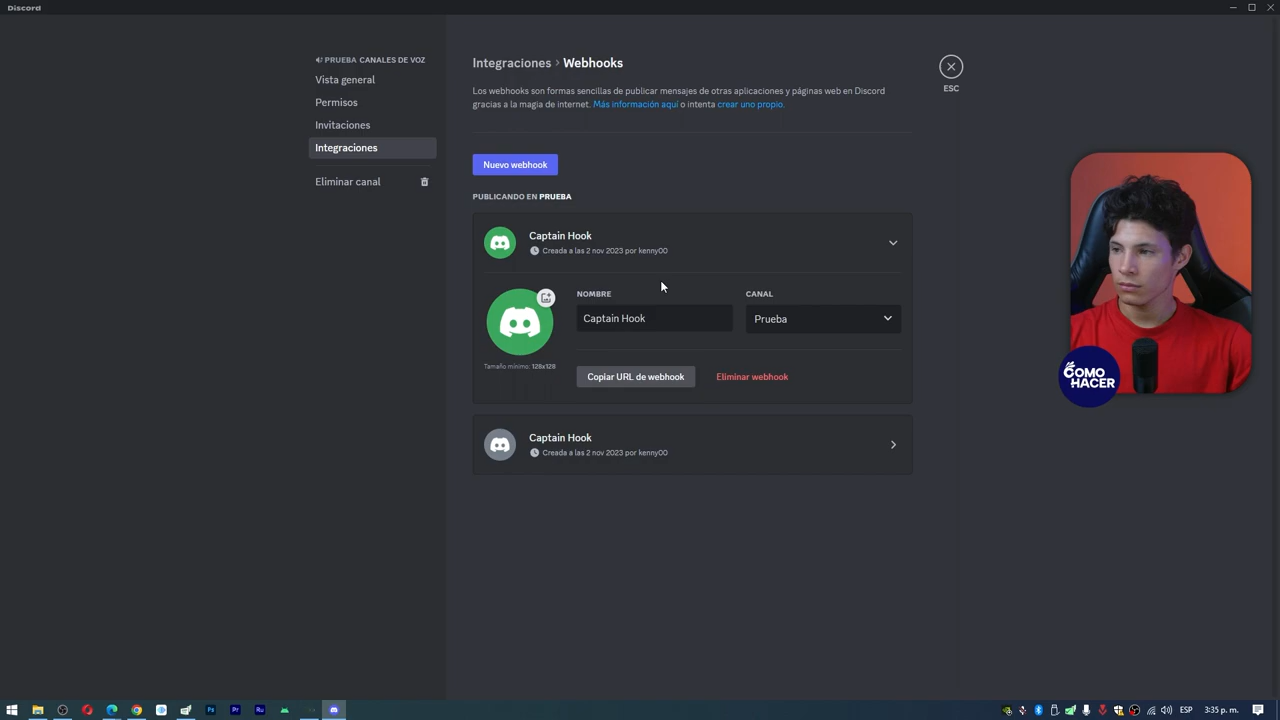 Discord
PRUEBA CANALES DE VOZ
Vista general
Permisos
Invitaciones
Integraciones
Eliminar canal
Integraciones > Webhooks
Los webhooks son formas sencillas de publicar mensajes de otras aplicaciones y páginas web en Discord
gracias a la magia de internet. Más información aquí o intenta crear uno propio.
ESC
Nuevo webhook
PUBLICANDO EN PRUEBA
Captain Hook
Creada a las 2 nov 2023 por kenny00
NOMBRE
CANAL
Captain Hook
Prueba
Tamaño mínimo: 128x128
Copiar URL de webhook
Eliminar webhook
Captain Hook
Creada a las 2 nov 2023 por kenny00
CÓMO
HACER
Ps
Pr
Ru
ESP
3:35 p. m.